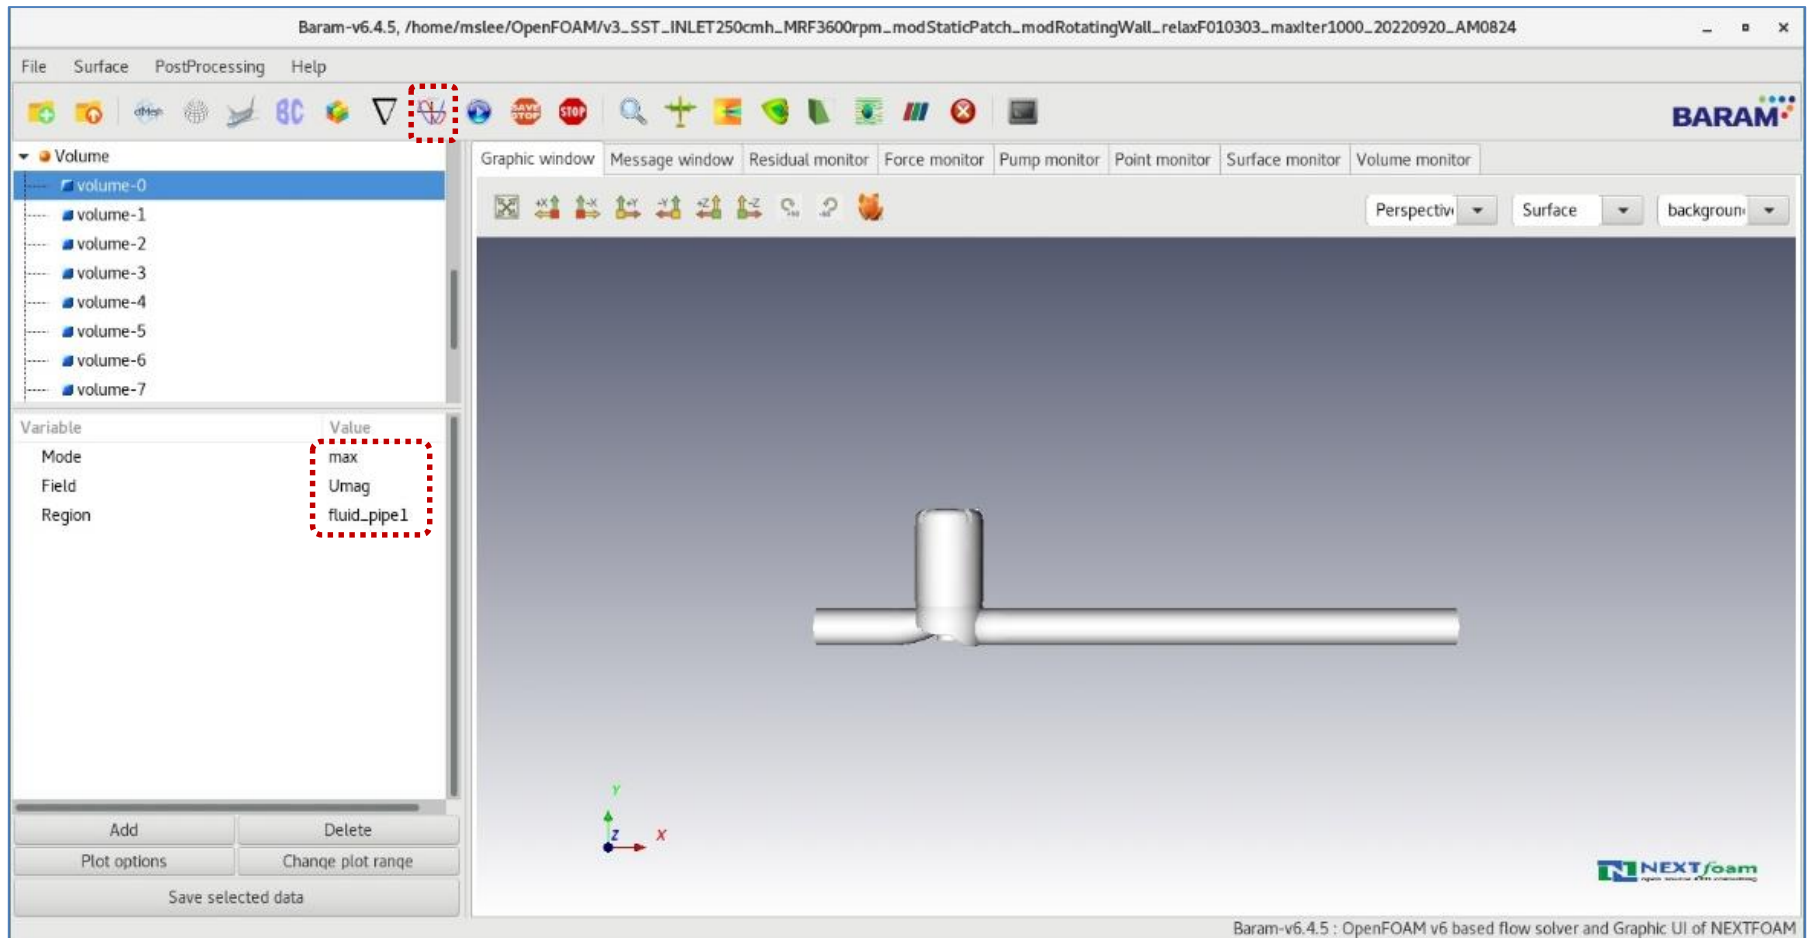 Baram-v6.4.5, /home/mslee/OpenFOAM/v3_SST_INLET250cmh_MRF3600rpm_modStaticPatch_modRotatingWall_relaxF010303_maxIter1000_20220920_AM0824
File Surface PostProcessing Help
BC SAVE STOP STOP BARAM
Volume
volume-0
volume-1
volume-2
volume-3
volume-4
volume-5
volume-6
volume-7
Variable Value
Mode max
Field Umag
Region fluid_pipe1
Add Delete
Plot options Change plot range
Save selected data
Graphic window Message window Residual monitor Force monitor Pump monitor Point monitor Surface monitor Volume monitor
+X -X +Y -Y +Z -Z Perspectiv Surface backgroun
Y
Z X
NEXTfoam
Baram-v6.4.5 : OpenFOAM v6 based flow solver and Graphic UI of NEXTFOAM